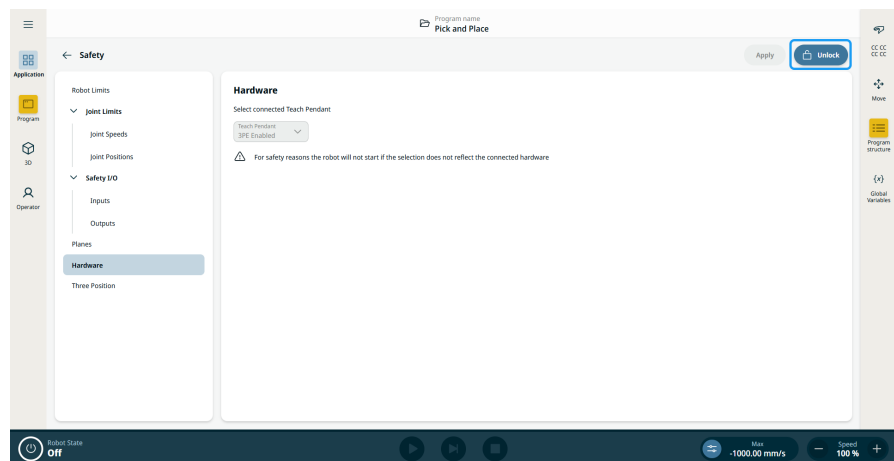 Program name
Pick and Place
Application
Program
3D
Operator
Safety
Apply
Unlock
Robot Limits
Joint Limits
Joint Speeds
Joint Positions
Safety I/O
Inputs
Outputs
Planes
Hardware
Three Position
Hardware
Select connected Teach Pendant
Teach Pendant
3PE Enabled
For safety reasons the robot will not start if the selection does not reflect the connected hardware
CC CC
CC CC
Move
Program
structure
{x}
Global
Variables
Robot State
Off
Max
-1000.00 mm/s
Speed
100 %